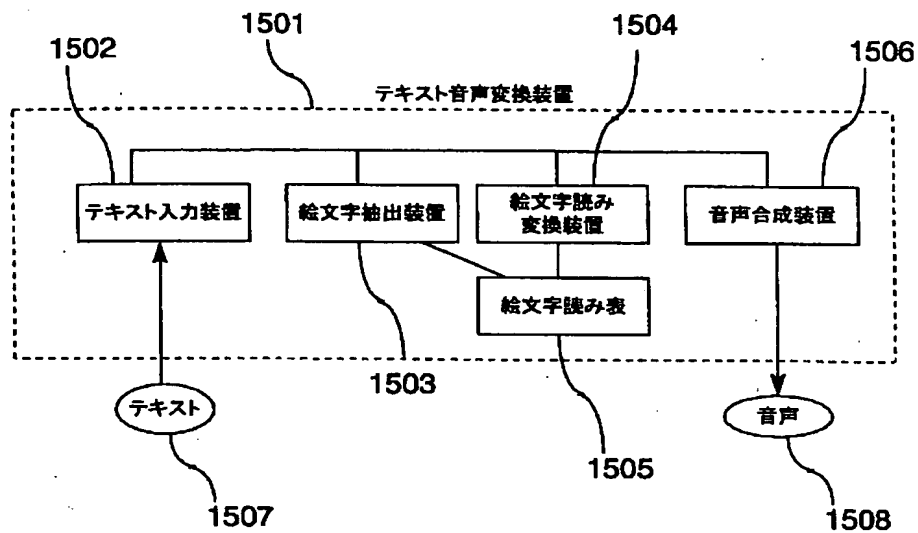 1501
1502
1504
1506
テキスト音声変換装置
テキスト入力装置
絵文字抽出装置
絵文字読み
変換装置
音声合成装置
絵文字読み表
1503
テキスト
音声
1505
1507
1508